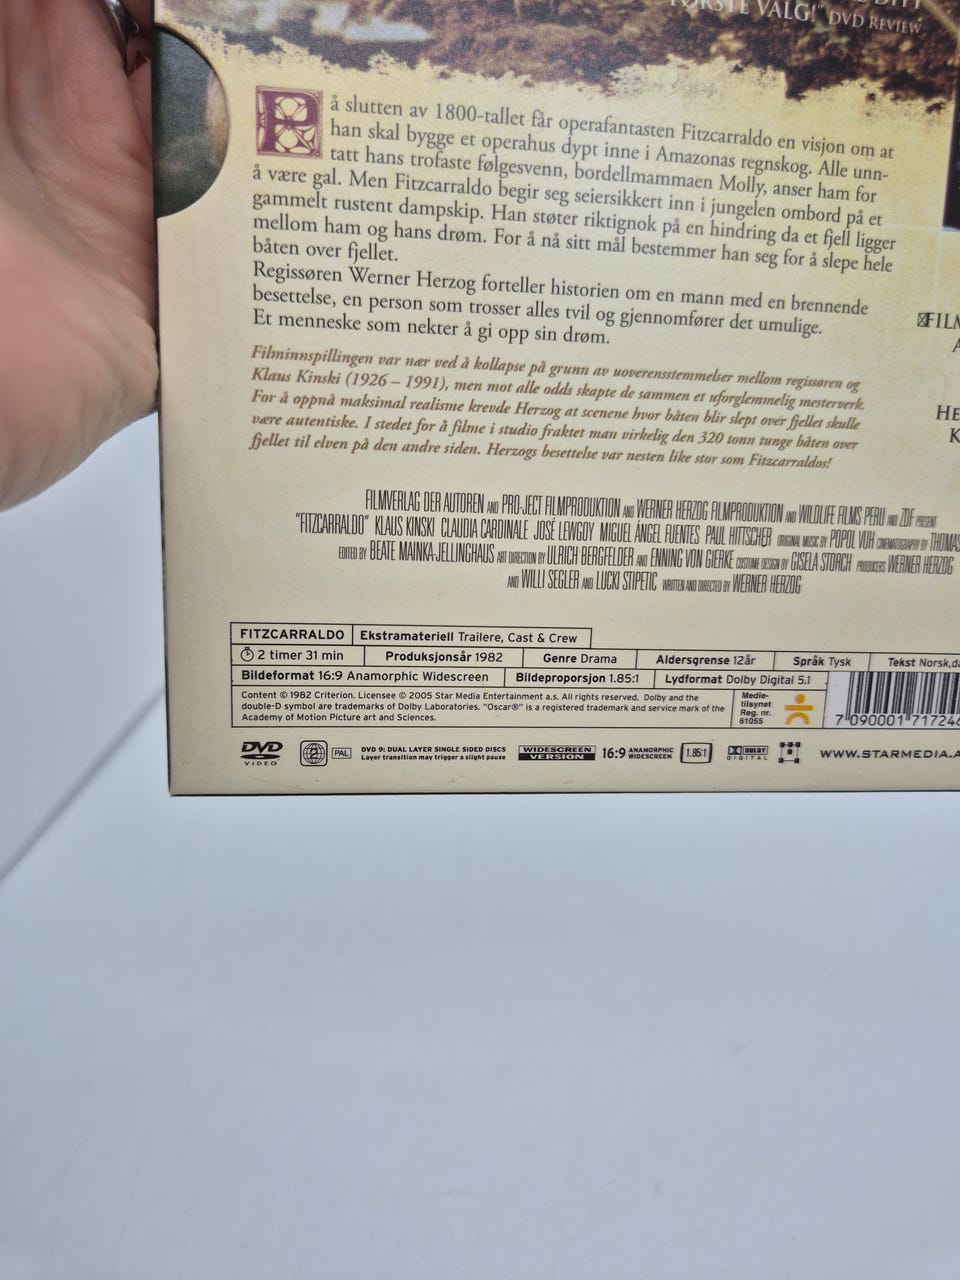 FØRSTE VALG!" DVD REVIEW
På slutten av 1800-tallet får operafantasten Fitzcarraldo en visjon om at
han skal bygge et operahus dypt inne i Amazonas regnskog. Alle unn-
tatt hans trofaste følgesvenn, bordellmammaen Molly, anser ham for
å være gal. Men Fitzcarraldo begir seg seiersikkert inn i jungelen ombord på et
gammelt rustent dampskip. Han støter riktignok på en hindring da et fjell ligger
mellom ham og hans drøm. For å nå sitt mål bestemmer han seg for å slepe hele
båten over fjellet.
Regissøren Werner Herzog forteller historien om en mann med en brennende
besettelse, en person som trosser alles tvil og gjennomfører det umulige.
Et menneske som nekter å gi opp sin drøm.
Filminnspillingen var nær ved å kollapse på grunn av uoverensstemmelser mellom regissøren og
Klaus Kinski (1926 – 1991), men mot alle odds skapte de sammen et uforglemmelig mesterverk.
For å oppnå maksimal realisme krevde Herzog at scenene hvor båten blir slept over fjellet skulle
være autentiske. I stedet for å filme i studio fraktet man virkelig den 320 tonn tunge båten over
fjellet til elven på den andre siden. Herzogs besettelse var nesten like stor som Fitzcarraldos!
FILMVERLAG DER AUTOREN AND PRO-JECT FILMPRODUKTION AND WERNER HERZOG FILMPRODUKTION AND WILDLIFE FILMS PERU AND ZDF PRESENT
"FITZCARRALDO" KLAUS KINSKI CLAUDIA CARDINALE JOSÉ LEWGOY MIGUEL ÁNGEL FUENTES PAUL HITTSCHER ORIGINAL MUSIC BY POPOL VUH CINEMATOGRAPHY BY THOMAS
EDITED BY BEATE MAINKA-JELLINGHAUS ART DIRECTION BY ULRICH BERGFELDER AND ENNING VON GIERKE COSTUME DESIGN BY GISELA STORCH PRODUCERS WERNER HERZOG
AND WILLI SEGLER AND LUCKI STIPETIC WRITTEN AND DIRECTED BY WERNER HERZOG
FITZCARRALDO Ekstramateriell Trailere, Cast & Crew
2 timer 31 min Produksjonsår 1982 Genre Drama Aldersgrense 12år Språk Tysk Tekst Norsk,da
Bildeformat 16:9 Anamorphic Widescreen Bildeproporsjon 1.85:1 Lydformat Dolby Digital 5.1
Content © 1982 Criterion. Licensee © 2005 Star Media Entertainment a.s. All rights reserved. Dolby and the
double-D symbol are trademarks of Dolby Laboratories. "Oscar®" is a registered trademark and service mark of the
Academy of Motion Picture art and Sciences.
Medie-
tilsynet
Reg. nr.
61055
7 090001 71724
DVD VIDEO 2 PAL
DVD 9: DUAL LAYER SINGLE SIDED DISCS
Layer transition may trigger a slight pause
WIDESCREEN
VERSION
16:9 ANAMORPHIC
WIDESCREEN
1.85:1
DOLBY
DIGITAL
WWW.STARMEDIA.
FILM
HE
K